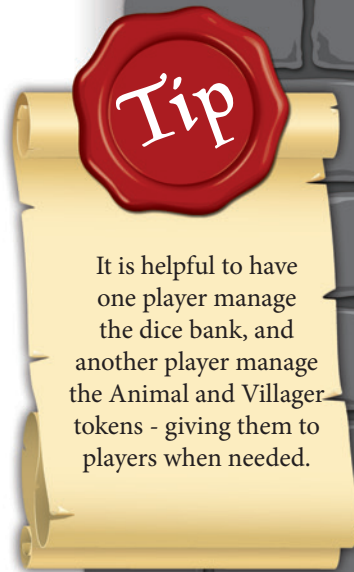 Tip
It is helpful to have
one player manage
the dice bank, and
another player manage
the Animal and Villager
tokens - giving them to
players when needed.